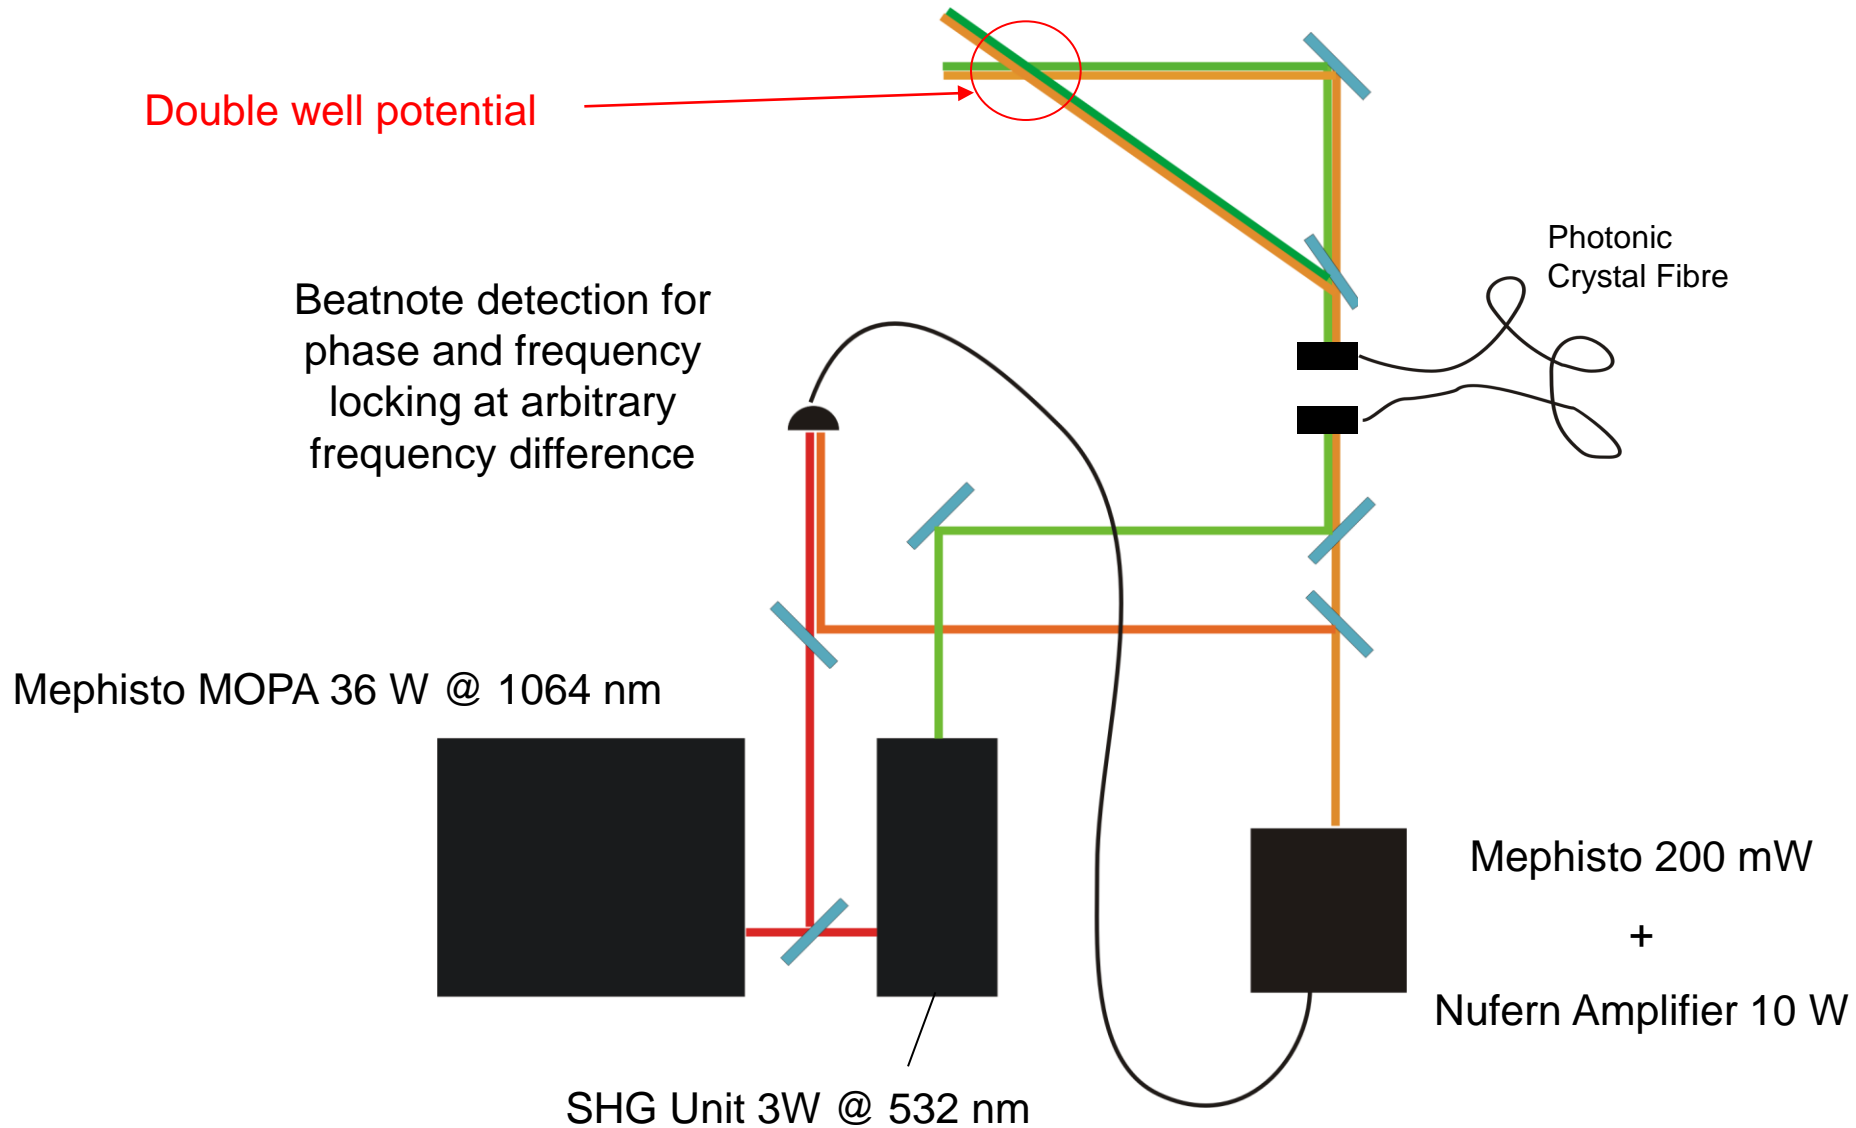 Double well potential
Photonic
Crystal Fibre
Beatnote detection for
phase and frequency
locking at arbitrary
frequency difference
Mephisto MOPA 36 W @ 1064 nm
Mephisto 200 mW
+
Nufern Amplifier 10 W
SHG Unit 3W @ 532 nm